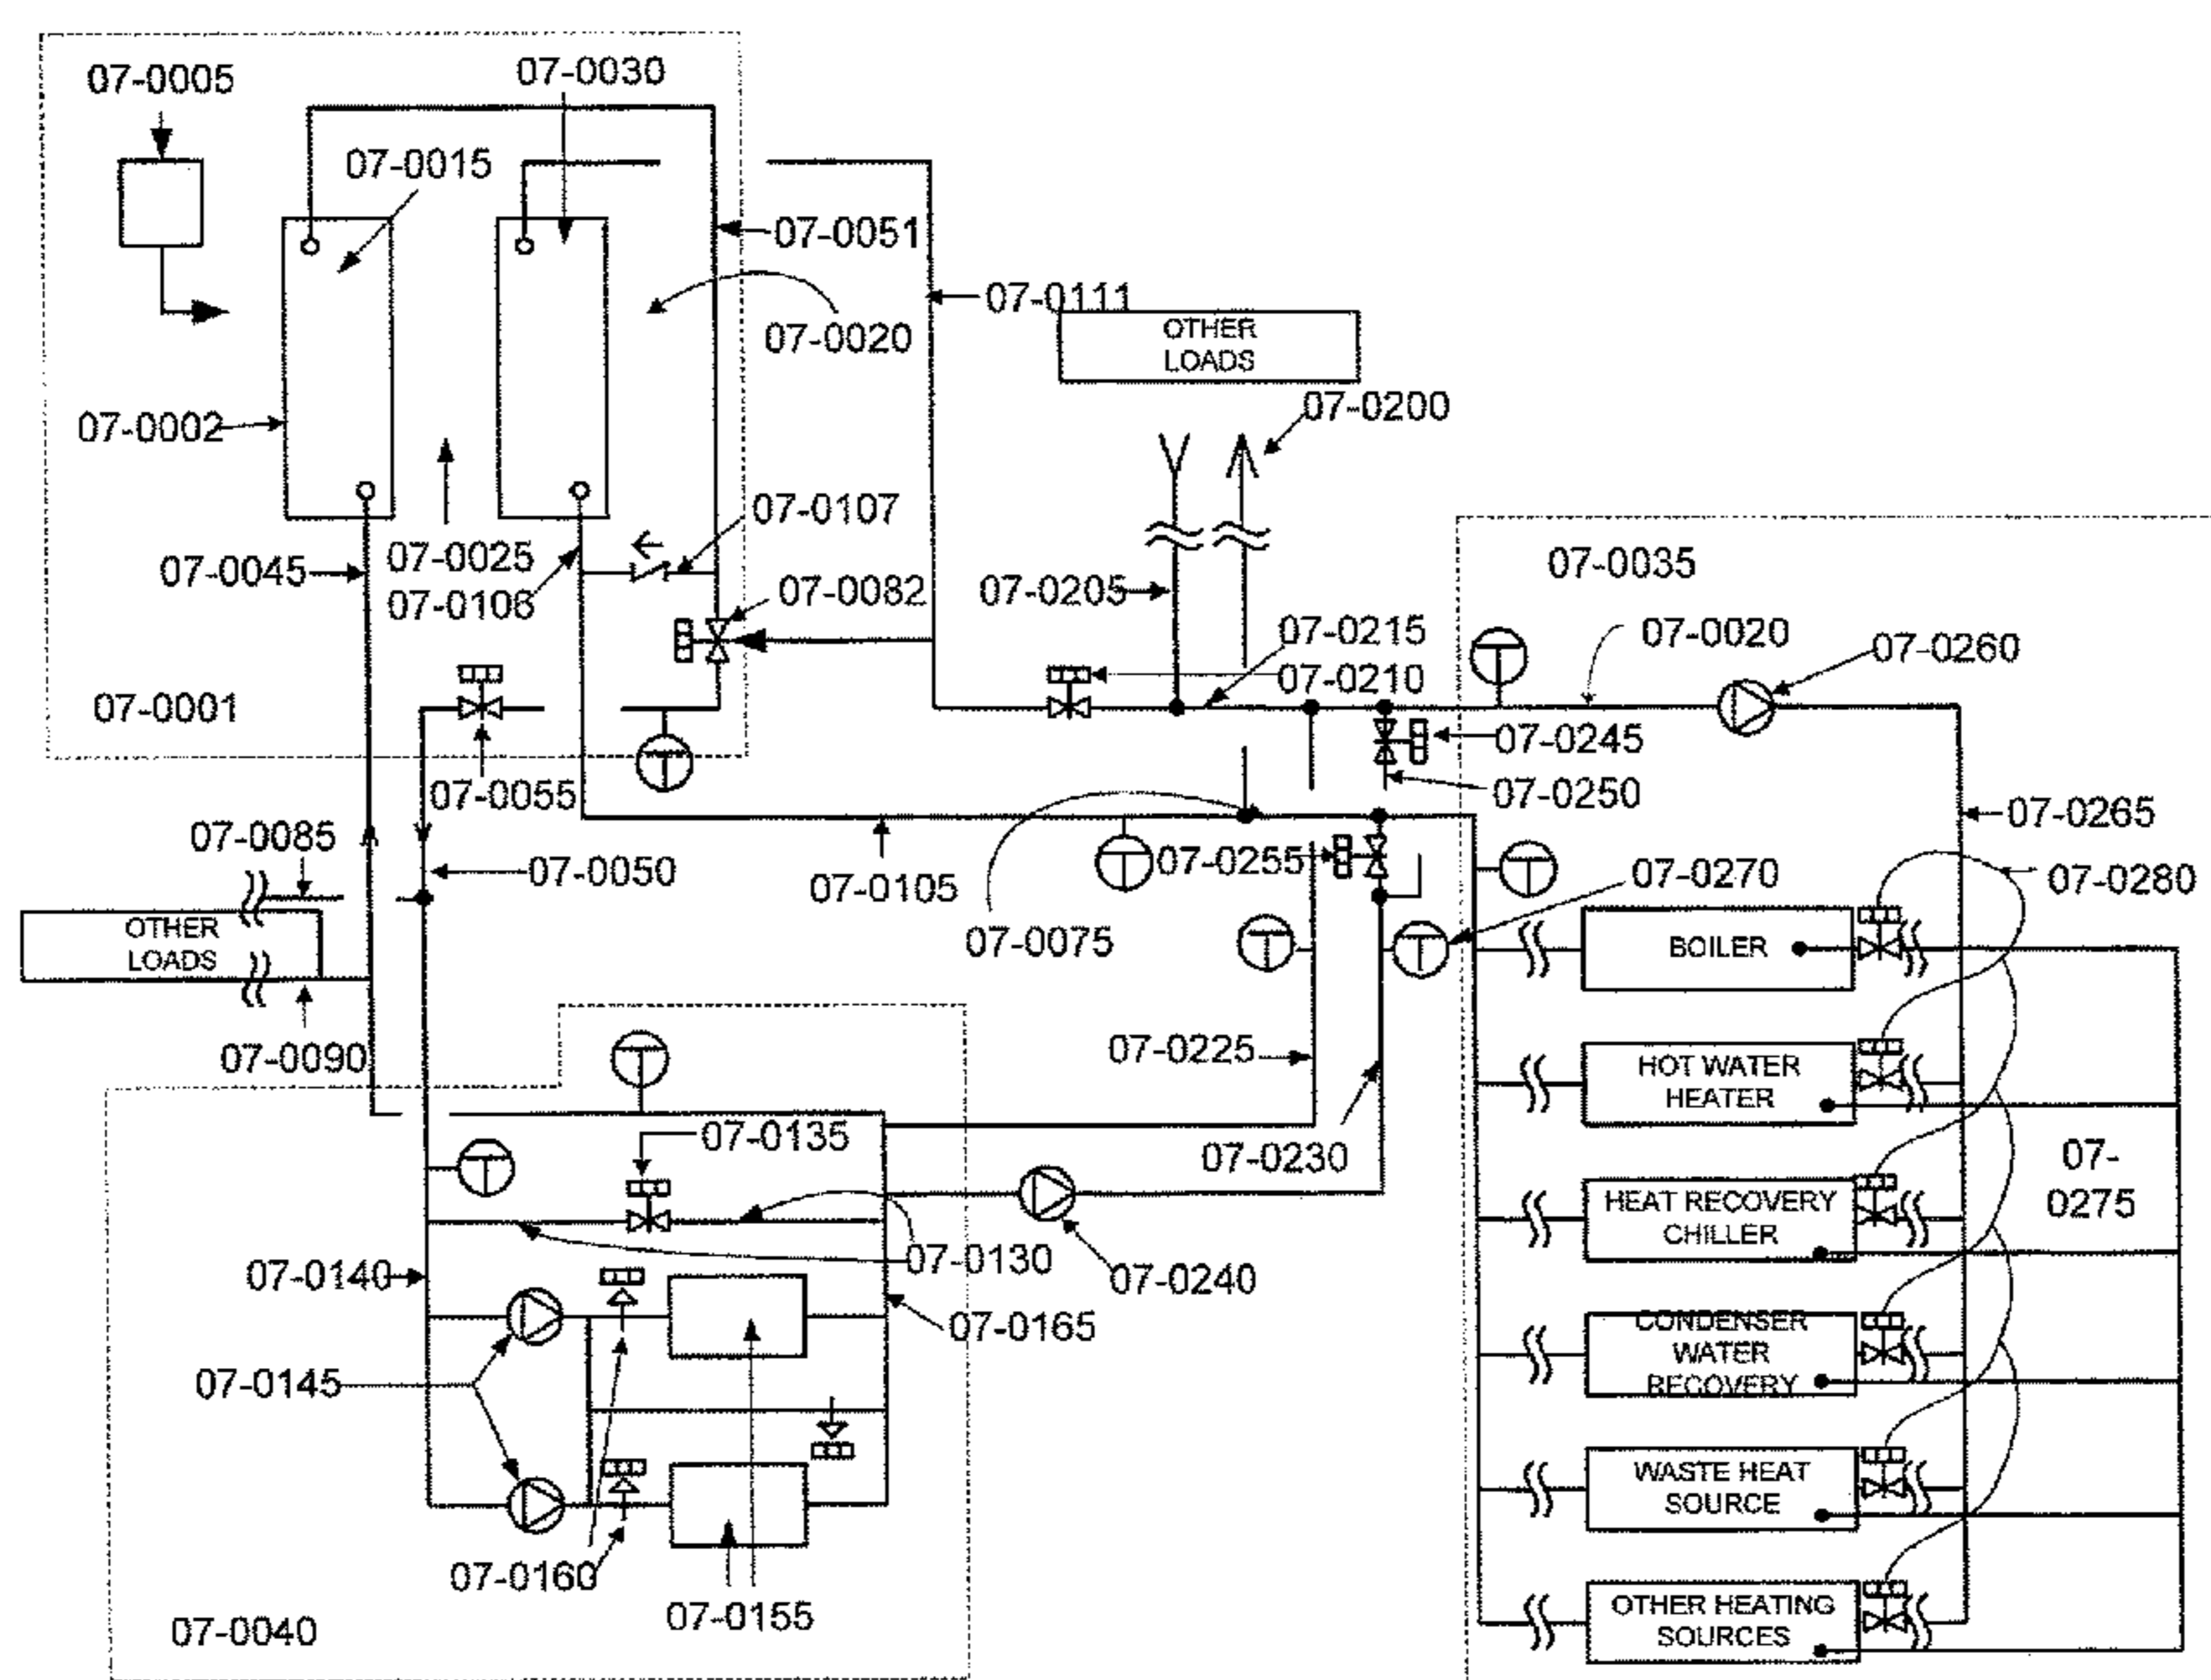 07-0005
07-0030
07-0015
07-0051
07-0111
07-0020
OTHER
LOADS
07-0200
07-0002
07-0107
07-0025
07-0045
07-0106
07-0082
07-0205
07-0035
07-0215
07-0020
07-0260
07-0210
07-0001
07-0245
07-0055
07-0250
07-0265
07-0085
07-0050
07-0105
07-0255
07-0270
07-0280
07-0075
OTHER
LOADS
BOILER
T
T
T
T
T
T
T
T
07-0090
07-0225
HOT WATER
HEATER
07-0135
07-0230
07-
0275
HEAT RECOVERY
CHILLER
07-0130
07-0240
07-0140
07-0165
CONDENSER
WATER
RECOVERY
07-0145
WASTE HEAT
SOURCE
07-0160
07-0155
07-0040
OTHER HEATING
SOURCES